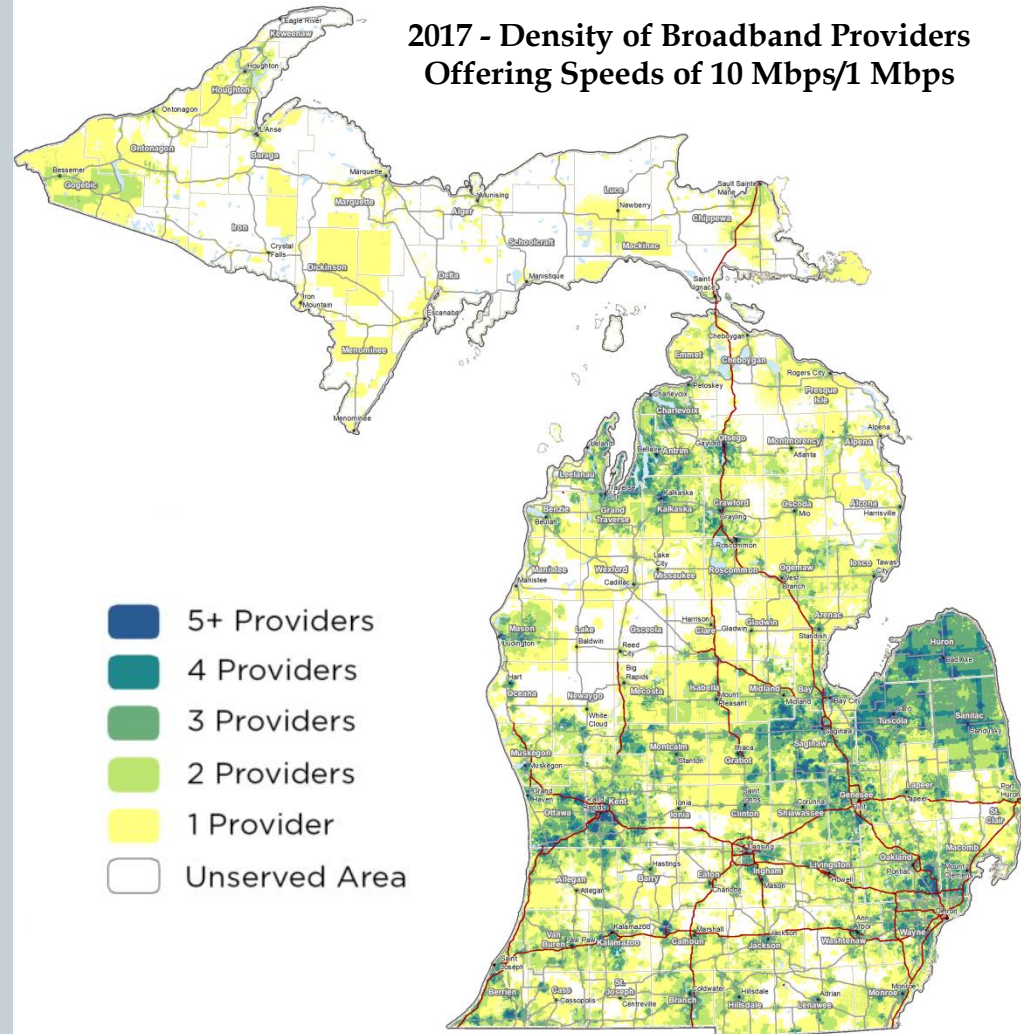 2017 - Density of Broadband Providers
Offering Speeds of 10 Mbps/1 Mbps
Eagle River
Keweenaw
Houghton
Houghton
Ontonagon
L'Anse
Ontonagon
Baraga
Bessemer
Gogebic
Marquette
Marquette
Munising
Alger
Luce
Newberry
Sault Sainte
Marie
Chippewa
Iron
Crystal
Falls
Schoolcraft
Mackinac
Dickinson
Delta
Manistique
Saint
Ignace
Iron
Mountain
Escanaba
Menominee
Menominee
Cheboygan
Emmet
Cheboygan
Rogers City
Petoskey
Presque
Isle
Charlevoix
Charlevoix
Alpena
Leland
Gaylord
Otsego
Montmorency
Alpena
Bellaire
Antrim
Atlanta
Leelanau
Traverse
Kalkaska
Crawford
Oscoda
Alcona
Benzie
Grand
Traverse
Kalkaska
Grayling
Mio
Harrisville
Beulah
Roscommon
Manistee
Wexford
Lake
City
Missaukee
Roscommon
Ogemaw
Iosco
Tawas
City
Manistee
Cadillac
West
Branch
Arenac
Mason
Lake
Osceola
Harrison
Clare
Gladwin
Gladwin
Standish
Huron
Ludington
Baldwin
Reed
City
Bad Axe
Hart
Big
Rapids
Oceana
Newaygo
Mecosta
Isabella
Mount
Pleasant
Midland
Midland
Bay
Bay City
Caro
Tuscola
Sanilac
Sandusky
White
Cloud
Saginaw
Saginaw
Muskegon
Montcalm
Ithaca
Gratiot
Muskegon
Stanton
Grand
Haven
Kent
Grand
Rapids
Ottawa
Ionia
Ionia
Saint
Johns
Clinton
Corunna
Shiawassee
Genesee
Flint
Lapeer
Lapeer
Port
Huron
St.
Clair
Macomb
Lansing
Oakland
Mount
Clemens
Hastings
Livingston
Pontiac
Allegan
Barry
Eaton
Ingham
Howell
Allegan
Charlotte
Mason
Detroit
Van
Buren
Paw Paw
Kalamazoo
Kalamazoo
Marshall
Calhoun
Jackson
Jackson
Ann
Arbor
Washtenaw
Wayne
Saint
Joseph
Berrien
Cass
Cassopolis
St.
Joseph
Centreville
Coldwater
Branch
Hillsdale
Hillsdale
Adrian
Lenawee
Monroe
Monroe
5+ Providers
4 Providers
3 Providers
2 Providers
1 Provider
Unserved Area